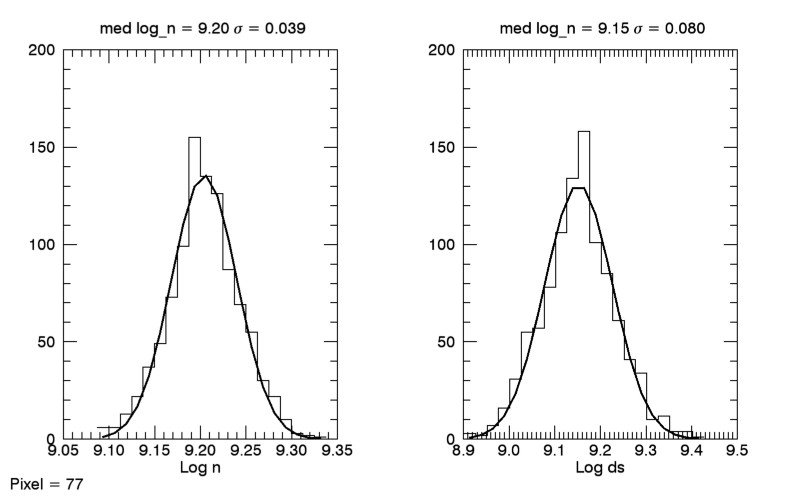 med log_n = 9.20 σ = 0.039
med log_n = 9.15 σ = 0.080
200
150
100
50
0
9.05 9.10 9.15 9.20 9.25 9.30 9.35
Log n
200
150
100
50
0
8.9 9.0 9.1 9.2 9.3 9.4 9.5
Log ds
Pixel = 77